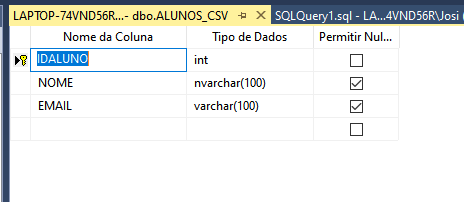 LAPTOP-74VND56R...- dbo.ALUNOS_CSV SQLQuery1.sql - LA...4VND56R\Josi
Nome da Coluna Tipo de Dados Permitir Nul...
IDALUNO int
NOME nvarchar(100)
EMAIL varchar(100)